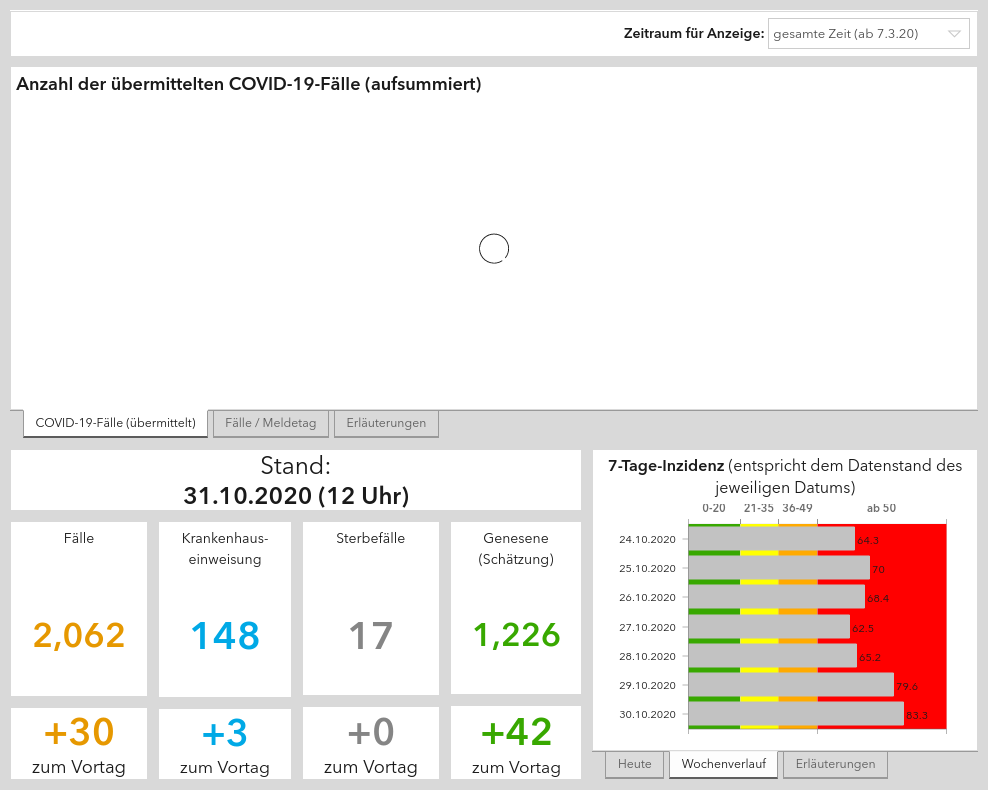 Zeitraum für Anzeige: gesamte Zeit (ab 7.3.20)
Anzahl der übermittelten COVID-19-Fälle (aufsummiert)
COVID-19-Fälle (übermittelt) Fälle / Meldetag Erläuterungen
Stand:
31.10.2020 (12 Uhr)
Fälle
2,062
+30
zum Vortag
Krankenhaus-
einweisung
148
+3
zum Vortag
Sterbefälle
17
+0
zum Vortag
Genesene
(Schätzung)
1,226
+42
zum Vortag
7-Tage-Inzidenz (entspricht dem Datenstand des
jeweiligen Datums)
0-20 21-35 36-49 ab 50
24.10.2020 64.3
25.10.2020 70
26.10.2020 68.4
27.10.2020 62.5
28.10.2020 65.2
29.10.2020 79.6
30.10.2020 83.3
Heute Wochenverlauf Erläuterungen